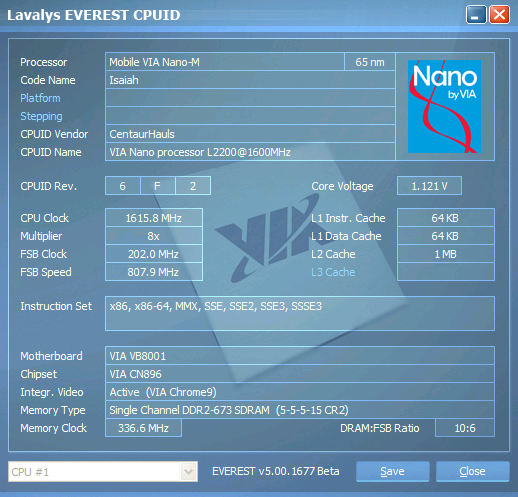 Lavalys EVEREST CPUID
Processor Mobile VIA Nano-M 65 nm
Code Name Isaiah
Platform
Stepping
CPUID Vendor CentaurHauls
CPUID Name VIA Nano processor L2200@1600MHz
Nano
by VIA
CPUID Rev. 6 F 2 Core Voltage 1.121 V
CPU Clock 1615.8 MHz L1 Instr. Cache 64 KB
Multiplier 8x L1 Data Cache 64 KB
FSB Clock 202.0 MHz L2 Cache 1 MB
FSB Speed 807.9 MHz L3 Cache
VIA
Instruction Set x86, x86-64, MMX, SSE, SSE2, SSE3, SSSE3
Motherboard VIA VB8001
Chipset VIA CN896
Integr. Video Active (VIA Chrome9)
Memory Type Single Channel DDR2-673 SDRAM (5-5-5-15 CR2)
Memory Clock 336.6 MHz DRAM:FSB Ratio 10:6
CPU #1 EVEREST v5.00.1677 Beta Save Close